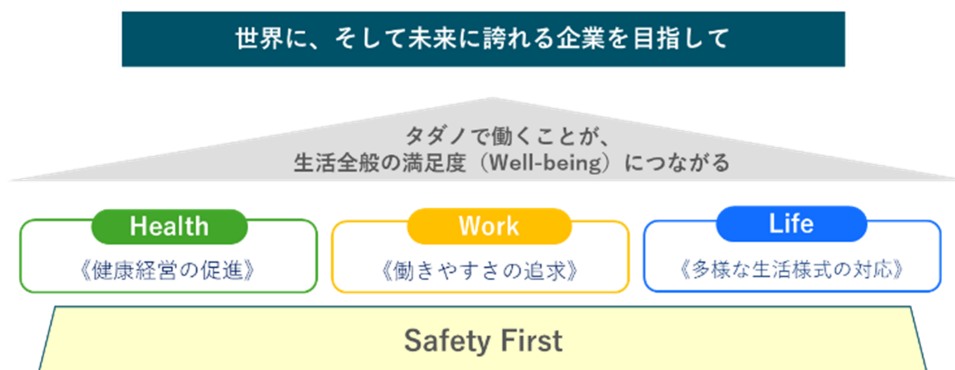 世界に、そして未来に誇れる企業を目指して
タダノで働くことが、
生活全般の満足度（Well-being）につながる
Health
《健康経営の促進》
Work
《働きやすさの追求》
Life
《多様な生活様式の対応》
Safety First